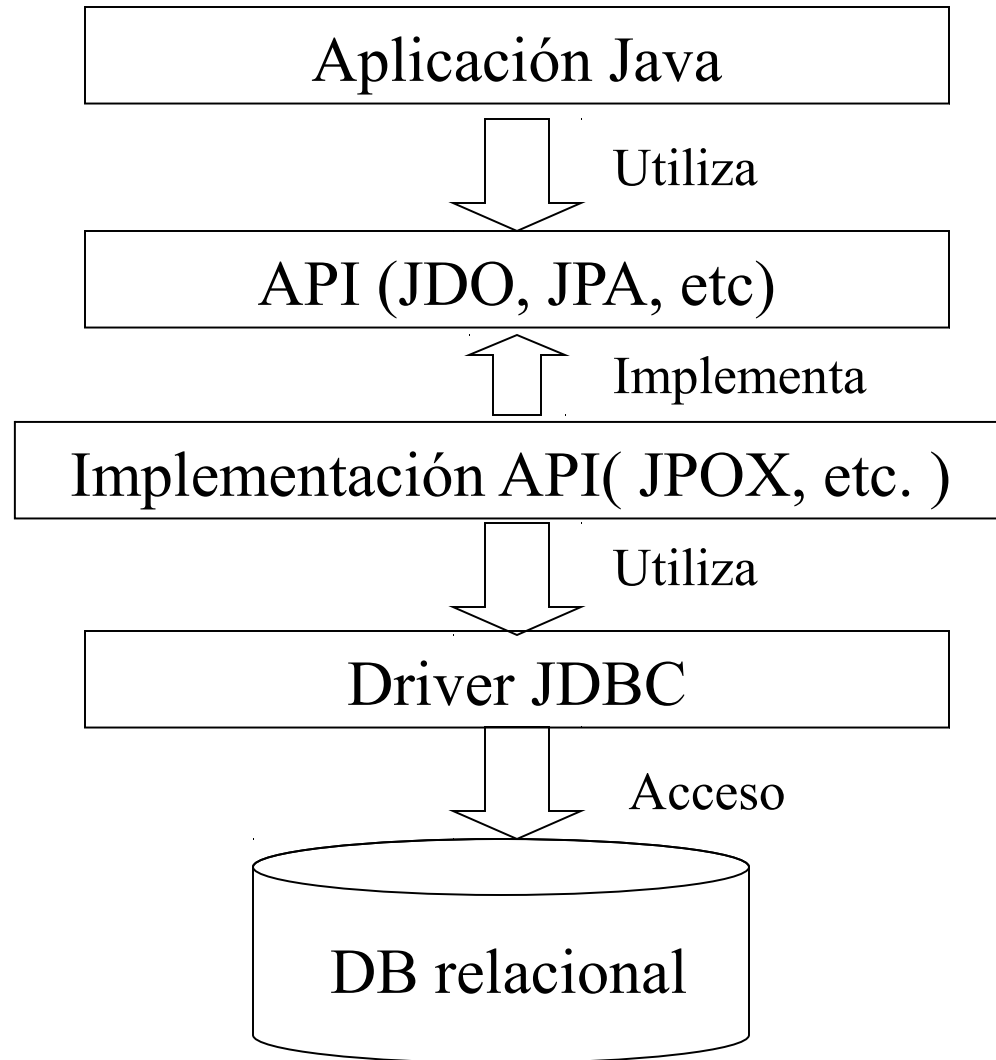 Aplicación Java
Utiliza
API (JDO, JPA, etc)
Implementa
Implementación API( JPOX, etc. )
Utiliza
Driver JDBC
Acceso
DB relacional